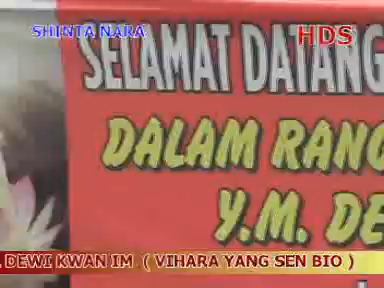 SHINTA NARA HDS
SELAMAT DATANG
DALAM RANG
Y.M. DE
DEWI KWAN IM ( VIHARA YANG SEN BIO )